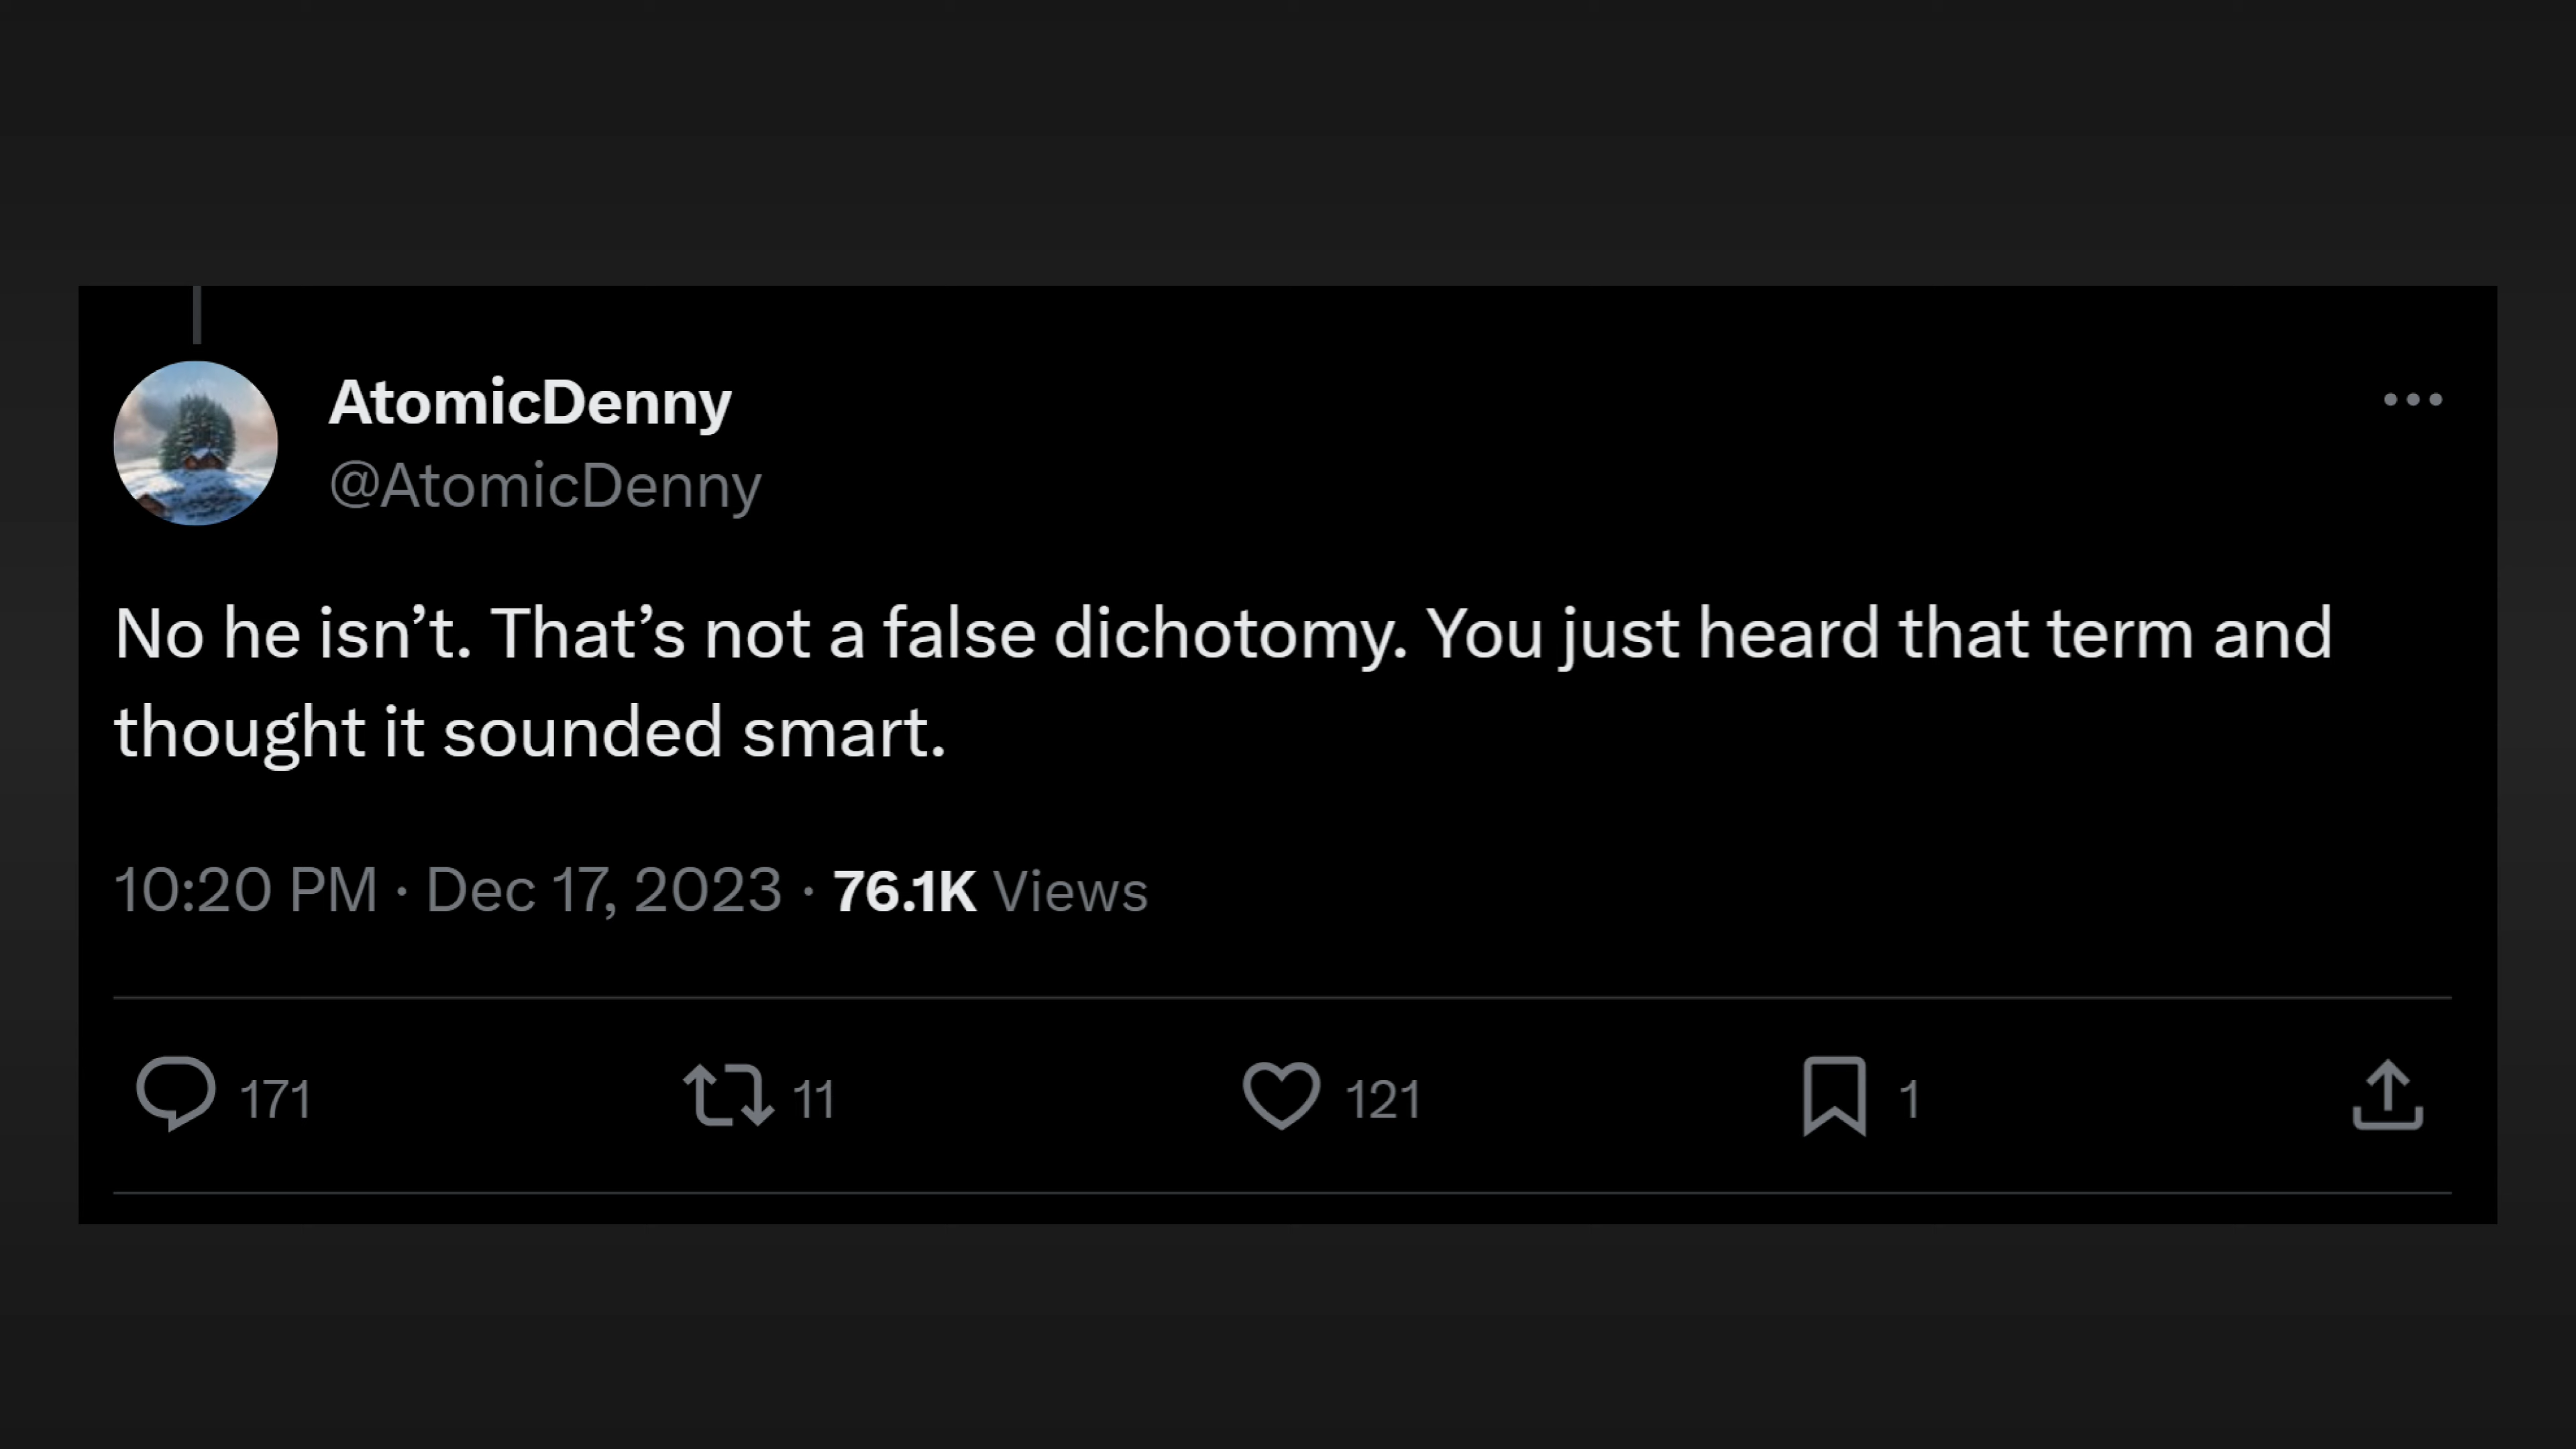 AtomicDenny
@AtomicDenny
No he isn’t. That’s not a false dichotomy. You just heard that term and
thought it sounded smart.
10:20 PM · Dec 17, 2023 · 76.1K Views
171 11 121 1